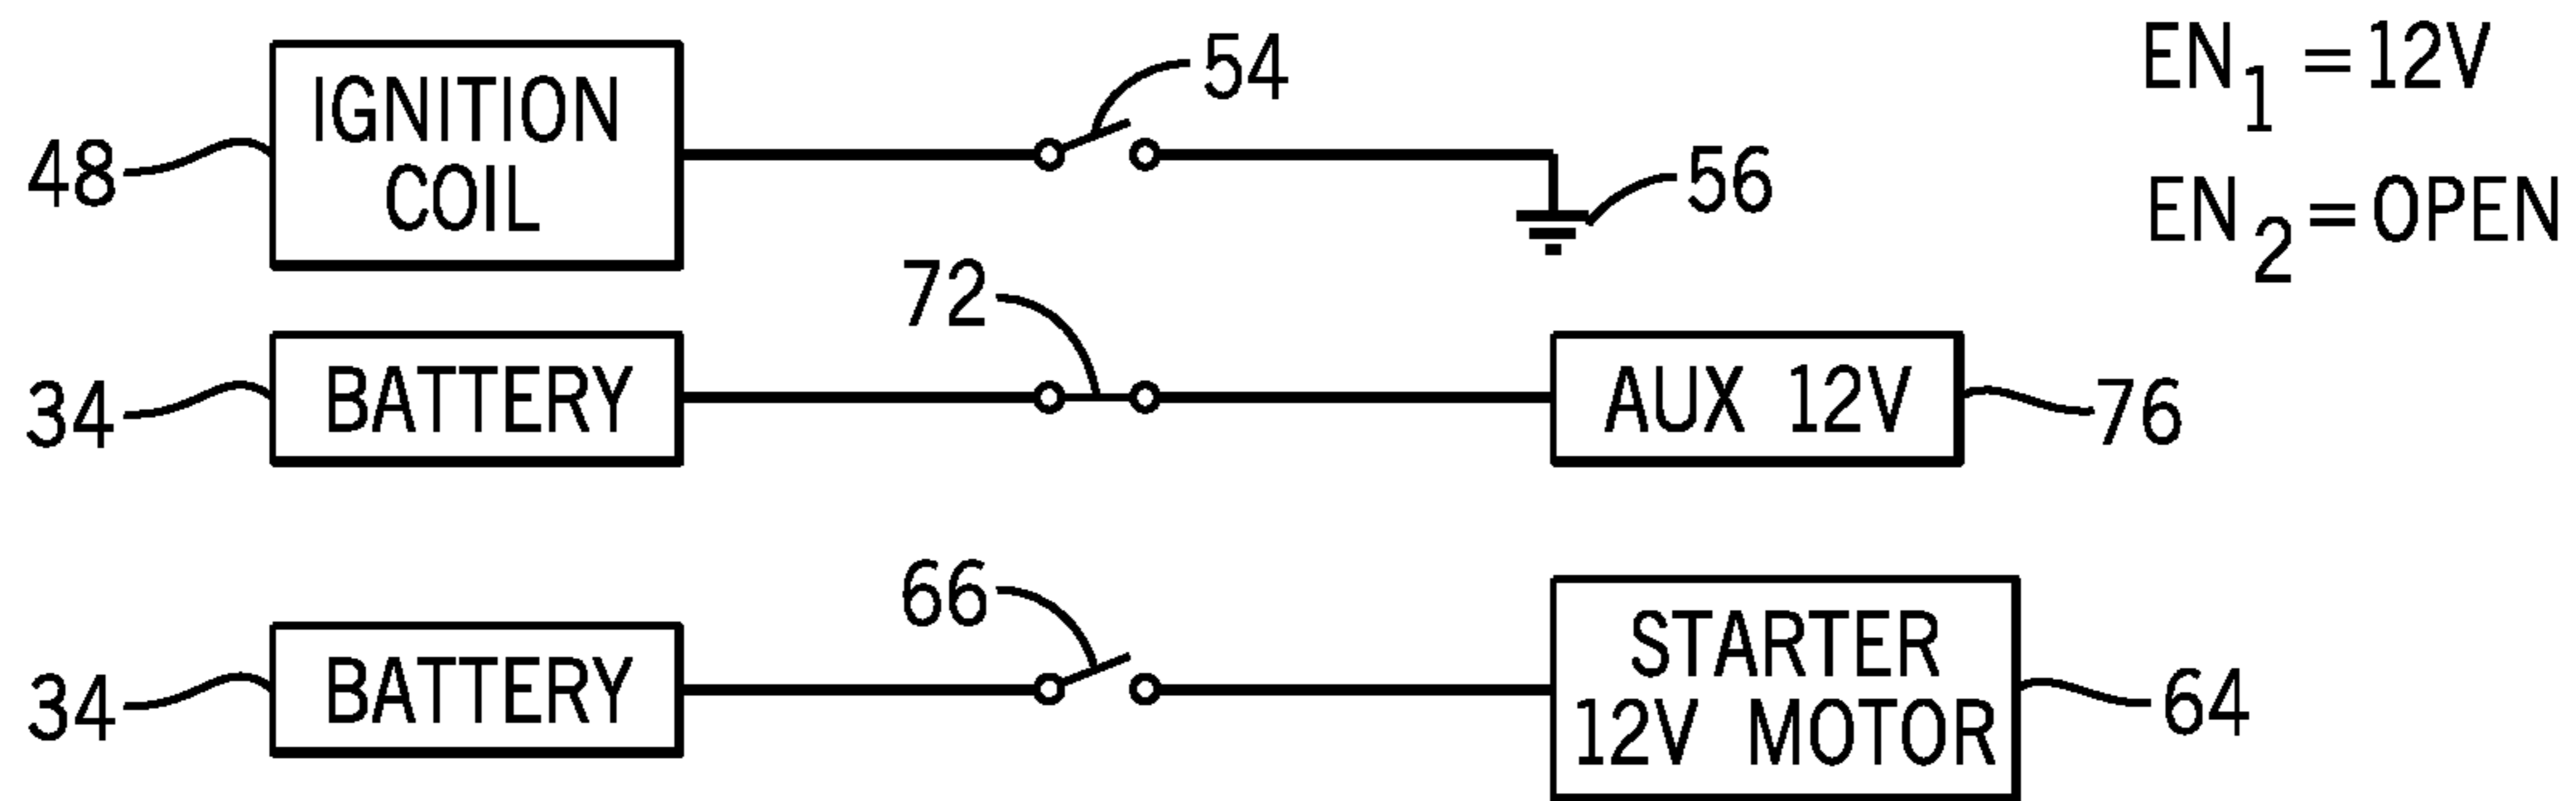 48
IGNITION
COIL
54
56
EN1 = 12V
EN2 = OPEN
34
BATTERY
72
AUX 12V
76
34
BATTERY
66
STARTER
12V MOTOR
64